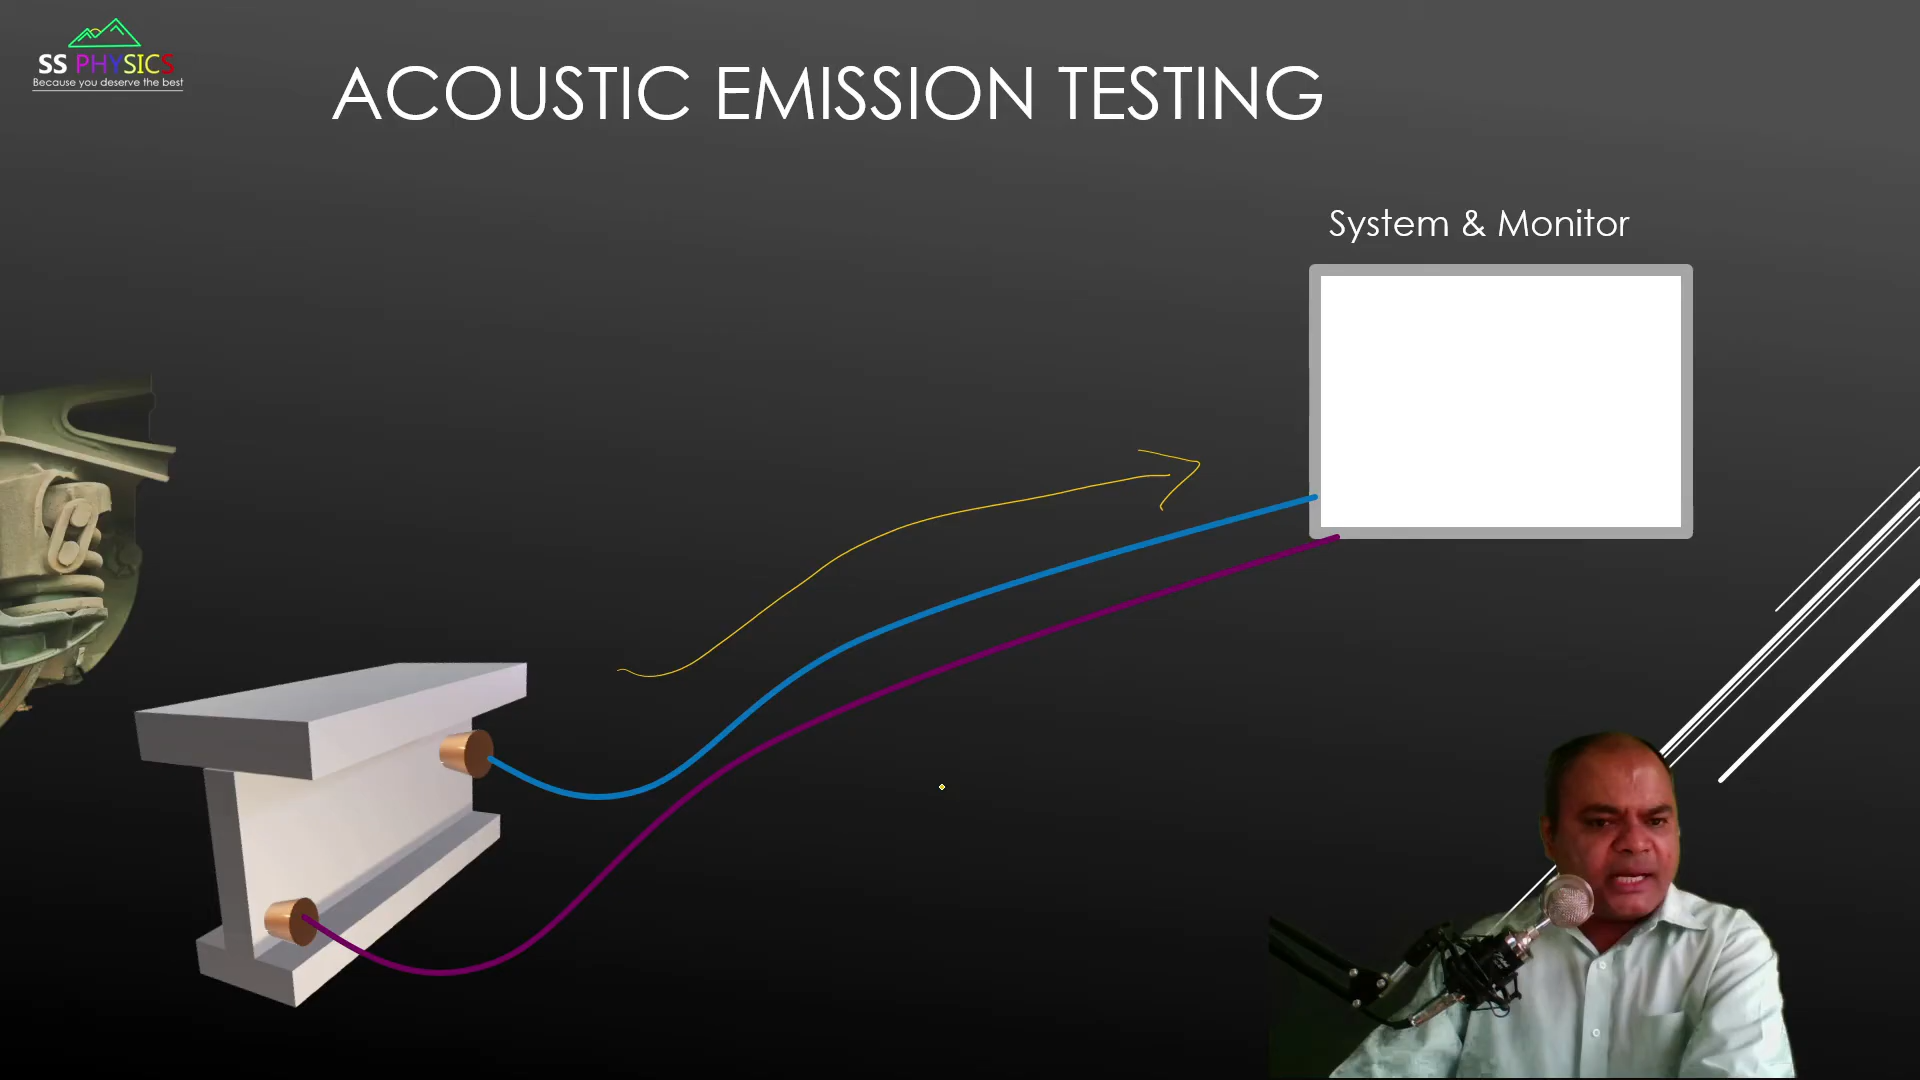 SS PHYSICS
Because you deserve the best
ACOUSTIC EMISSION TESTING
System & Monitor